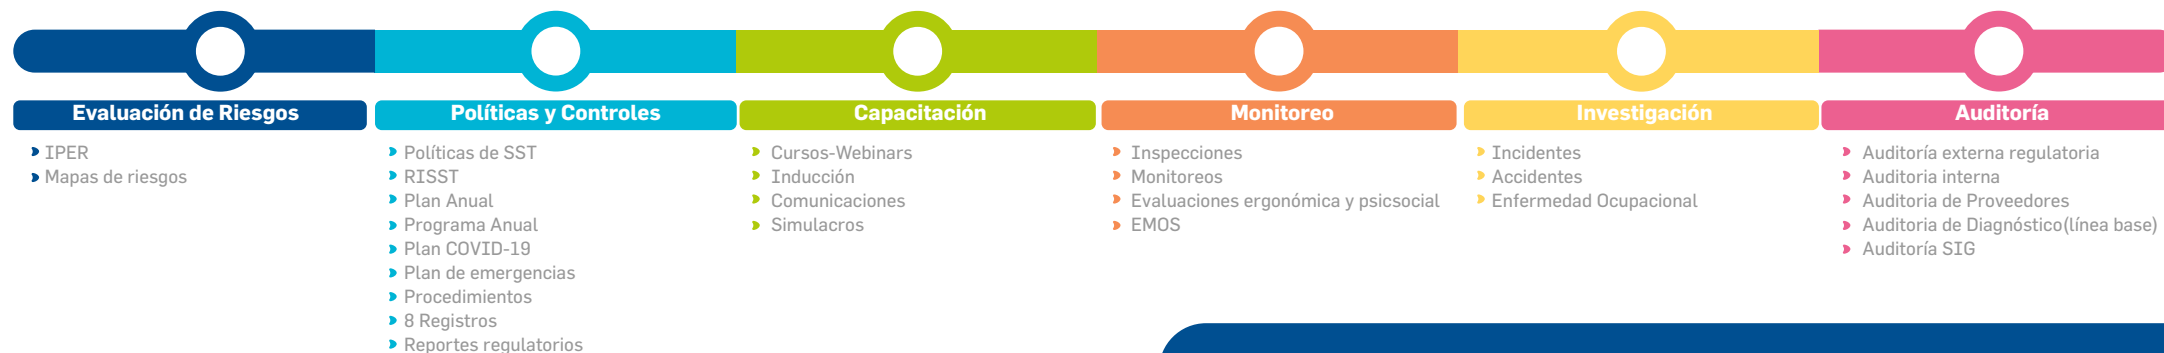 Evaluación de Riesgos
IPER
Mapas de riesgos
Políticas y Controles
Políticas de SST
RISST
Plan Anual
Programa Anual
Plan COVID-19
Plan de emergencias
Procedimientos
8 Registros
Reportes regulatorios
Capacitación
Cursos-Webinars
Inducción
Comunicaciones
Simulacros
Monitoreo
Inspecciones
Monitoreos
Evaluaciones ergonómica y psicsocial
EMOS
Investigación
Incidentes
Accidentes
Enfermedad Ocupacional
Auditoría
Auditoría externa regulatoria
Auditoria interna
Auditoria de Proveedores
Auditoria de Diagnóstico(línea base)
Auditoría SIG